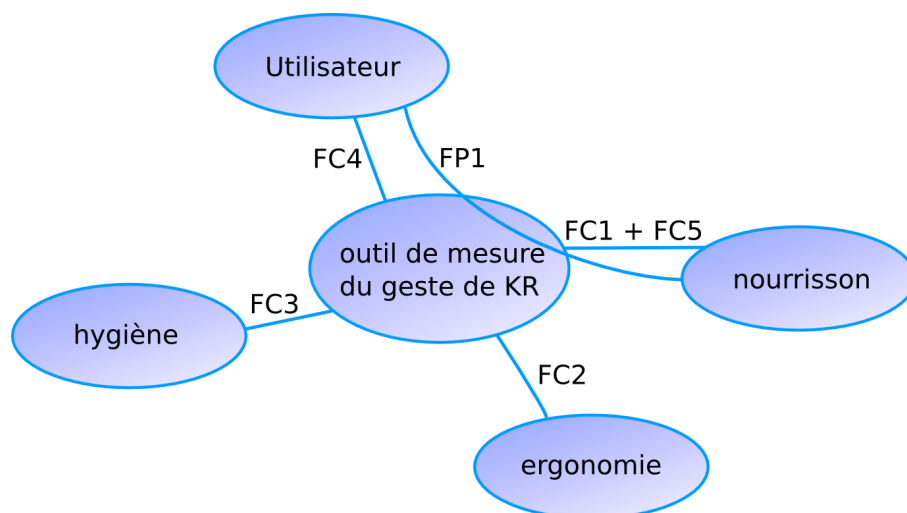 Utilisateur
FC4
FP1
FC1 + FC5
outil de mesure
du geste de KR
nourrisson
FC3
hygiène
FC2
ergonomie